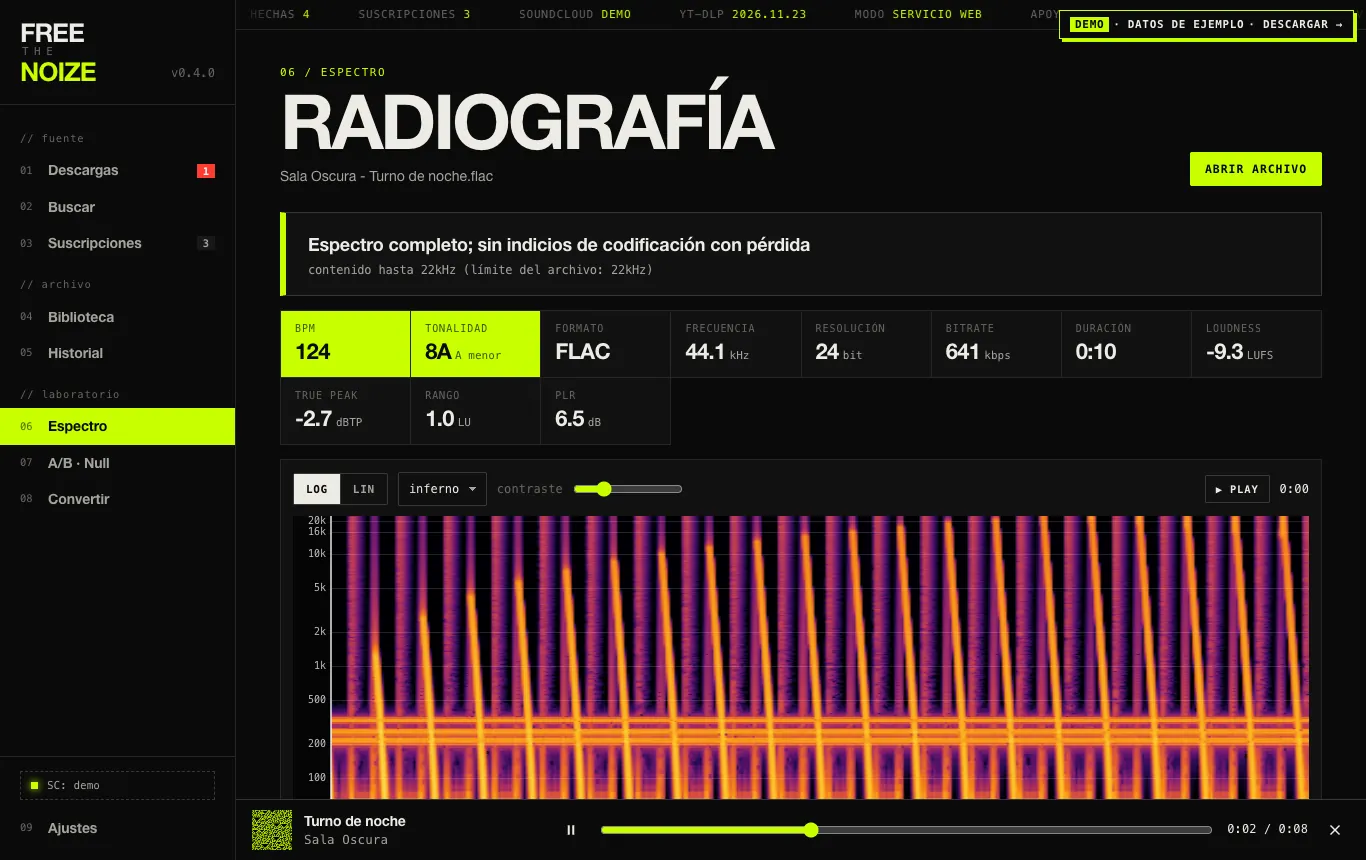 FREE
THE
NOIZE
v0.4.0
// fuente
01 Descargas 1
02 Buscar
03 Suscripciones 3
// archivo
04 Biblioteca
05 Historial
// laboratorio
06 Espectro
07 A/B · Null
08 Convertir
SC: demo
09 Ajustes
HECHAS 4 SUSCRIPCIONES 3 SOUNDCLOUD DEMO YT-DLP 2026.11.23 MODO SERVICIO WEB
DEMO · DATOS DE EJEMPLO · DESCARGAR →
06 / ESPECTRO
RADIOGRAFÍA
Sala Oscura - Turno de noche.flac
ABRIR ARCHIVO
Espectro completo; sin indicios de codificación con pérdida
contenido hasta 22kHz (límite del archivo: 22kHz)
BPM
124
TONALIDAD
8A A menor
FORMATO
FLAC
FRECUENCIA
44.1 kHz
RESOLUCIÓN
24 bit
BITRATE
641 kbps
DURACIÓN
0:10
LOUDNESS
-9.3 LUFS
TRUE PEAK
-2.7 dBTP
RANGO
1.0 LU
PLR
6.5 dB
LOG LIN inferno contraste ▶ PLAY 0:00
20k
16k
10k
5k
2k
1k
500
200
100
Turno de noche
Sala Oscura
0:02 / 0:08 ✕